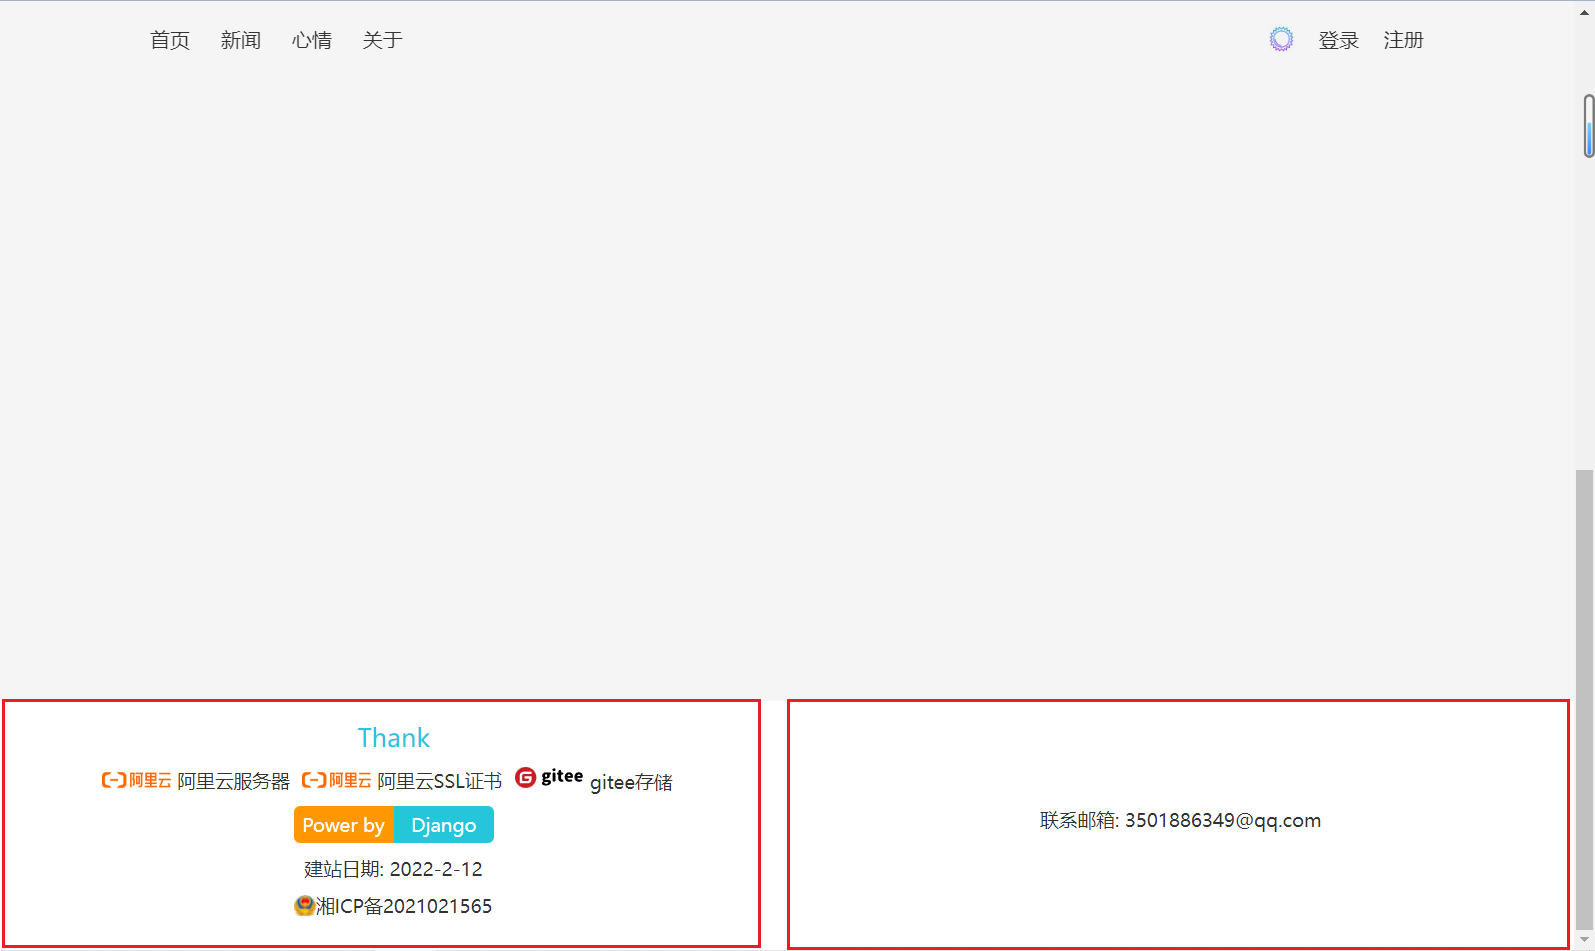 首页 新闻 心情 关于 登录 注册
Thank
阿里云 阿里云服务器 阿里云 阿里云SSL证书 gitee gitee存储
Power by Django
建站日期: 2022-2-12
湘ICP备2021021565
联系邮箱: 3501886349@qq.com